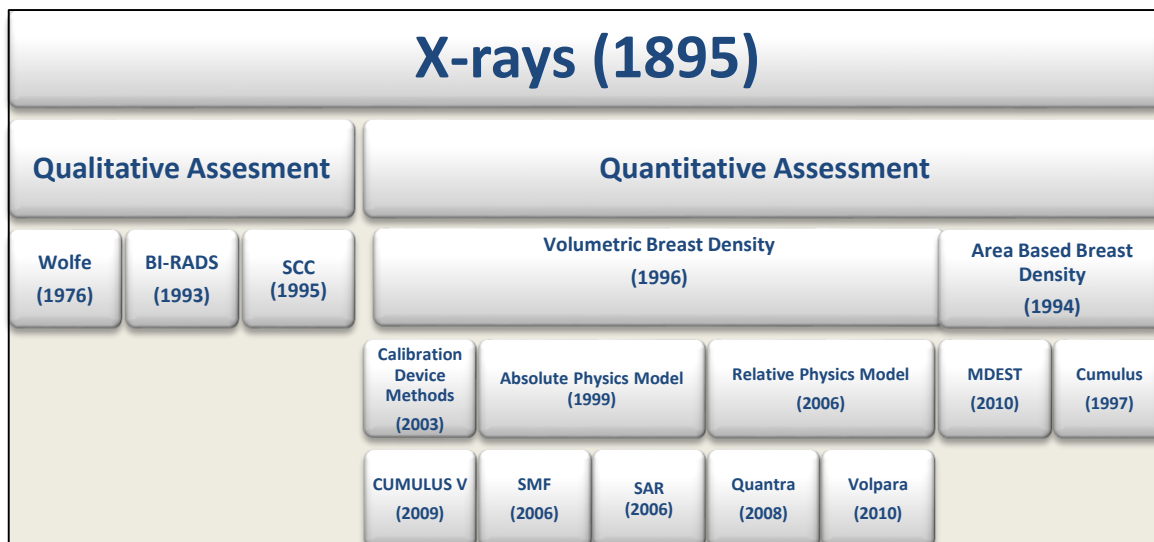 X-rays (1895)
Qualitative Assesment
Quantitative Assessment
Wolfe
(1976)
BI-RADS
(1993)
SCC
(1995)
Volumetric Breast Density
(1996)
Area Based Breast
Density
(1994)
Calibration
Device
Methods
(2003)
Absolute Physics Model
(1999)
Relative Physics Model
(2006)
MDEST
(2010)
Cumulus
(1997)
CUMULUS V
(2009)
SMF
(2006)
SAR
(2006)
Quantra
(2008)
Volpara
(2010)